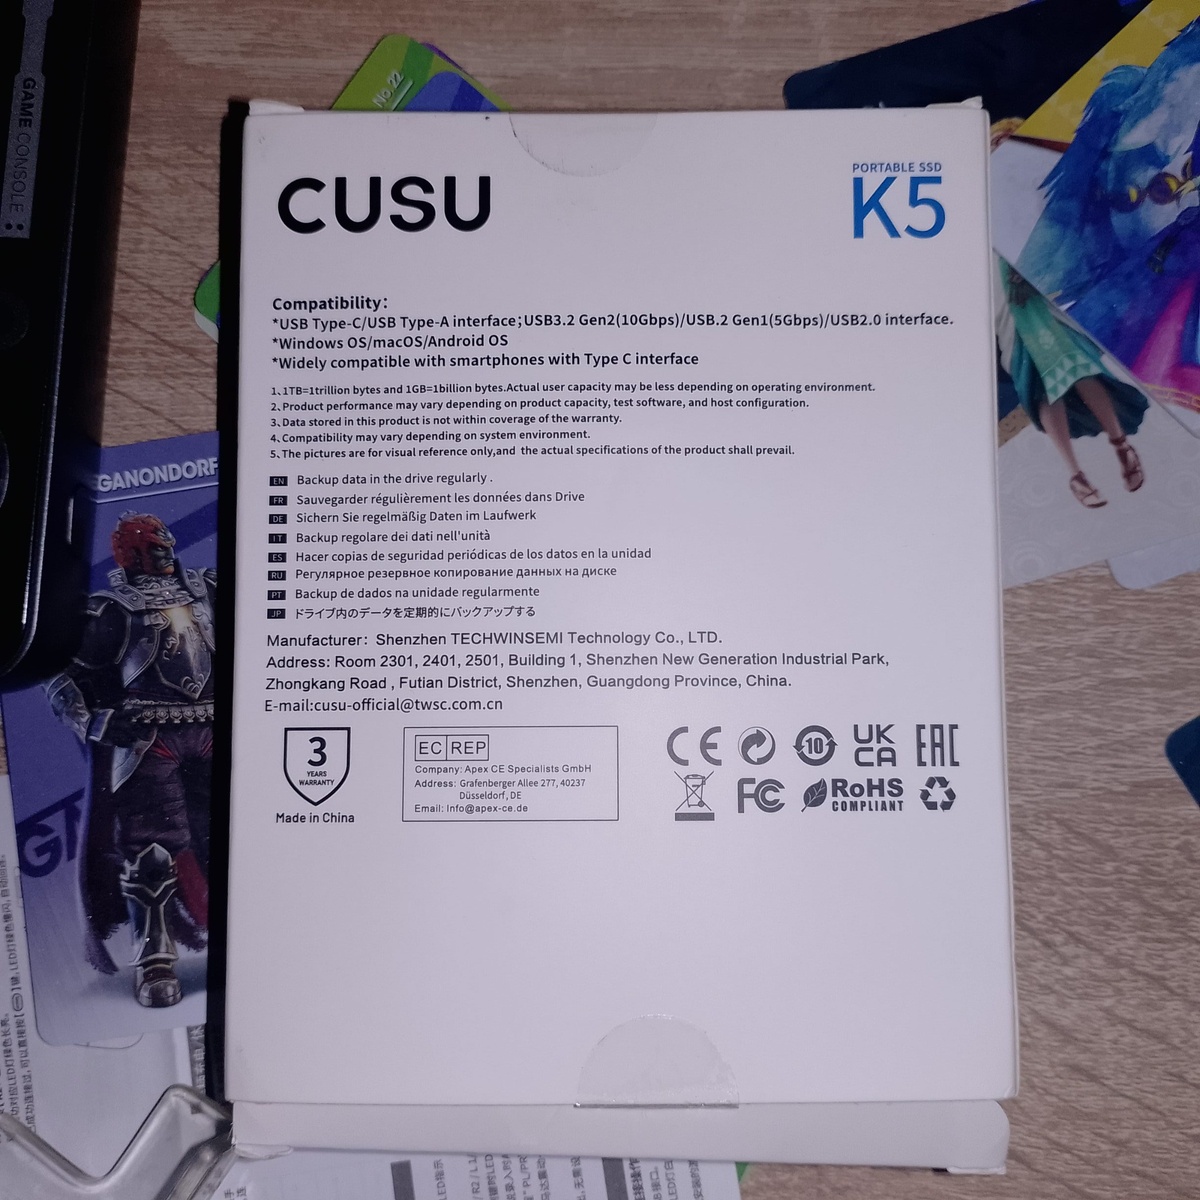 GAME CONSOLE
No.22
CUSU
PORTABLE SSD
K5
Compatibility:
*USB Type-C/USB Type-A interface;USB3.2 Gen2(10Gbps)/USB.2 Gen1(5Gbps)/USB2.0 interface.
*Windows OS/macOS/Android OS
*Widely compatible with smartphones with Type C interface
1、1TB=1trillion bytes and 1GB=1billion bytes.Actual user capacity may be less depending on operating environment.
2、Product performance may vary depending on product capacity, test software, and host configuration.
3、Data stored in this product is not within coverage of the warranty.
4、Compatibility may vary depending on system environment.
5、The pictures are for visual reference only,and the actual specifications of the product shall prevail.
EN Backup data in the drive regularly .
FR Sauvegarder régulièrement les données dans Drive
DE Sichern Sie regelmäßig Daten im Laufwerk
IT Backup regolare dei dati nell'unità
ES Hacer copias de seguridad periódicas de los datos en la unidad
RU Регулярное резервное копирование данных на диске
PT Backup de dados na unidade regularmente
JP ドライブ内のデータを定期的にバックアップする
Manufacturer: Shenzhen TECHWINSEMI Technology Co., LTD.
Address: Room 2301, 2401, 2501, Building 1, Shenzhen New Generation Industrial Park,
Zhongkang Road , Futian District, Shenzhen, Guangdong Province, China.
E-mail:cusu-official@twsc.com.cn
3
YEARS
WARRANTY
Made in China
EC REP
Company: Apex CE Specialists GmbH
Address: Grafenberger Allee 277, 40237
Düsseldorf, DE
Email: Info@apex-ce.de
CE
10
UK
CA
EAC
FC
RoHS
COMPLIANT
GANONDORF